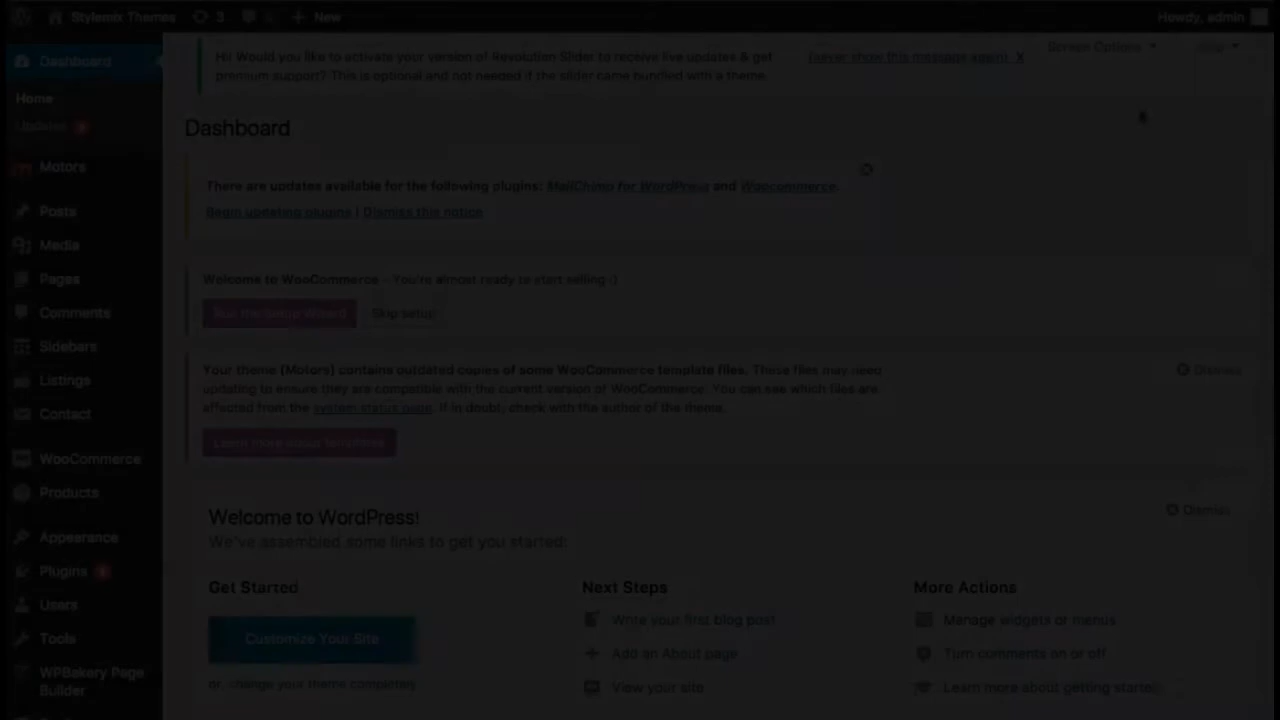 Stylemix Themes 3 New Howdy, admin
Dashboard
Home
Updates
Motors
Posts
Media
Pages
Comments
Sidebars
Listings
Contact
WooCommerce
Products
Appearance
Plugins
Users
Tools
WPBakery Page
Builder
Screen Options
Help
Hi! Would you like to activate your version of Revolution Slider to receive live updates & get
premium support? This is optional and not needed if the slider came bundled with a theme.
(never show this message again) X
Dashboard
There are updates available for the following plugins: MailChimp for WordPress and Woocommerce.
Begin updating plugins | Dismiss this notice
Welcome to WooCommerce – You're almost ready to start selling :)
Run the Setup Wizard Skip setup
Your theme (Motors) contains outdated copies of some WooCommerce template files. These files may need
updating to ensure they are compatible with the current version of WooCommerce. You can see which files are
affected from the system status page. If in doubt, check with the author of the theme.
Dismiss
Learn more about templates
Welcome to WordPress!
We've assembled some links to get you started:
Dismiss
Get Started
Customize Your Site
or, change your theme completely
Next Steps
Write your first blog post
Add an About page
View your site
More Actions
Manage widgets or menus
Turn comments on or off
Learn more about getting started